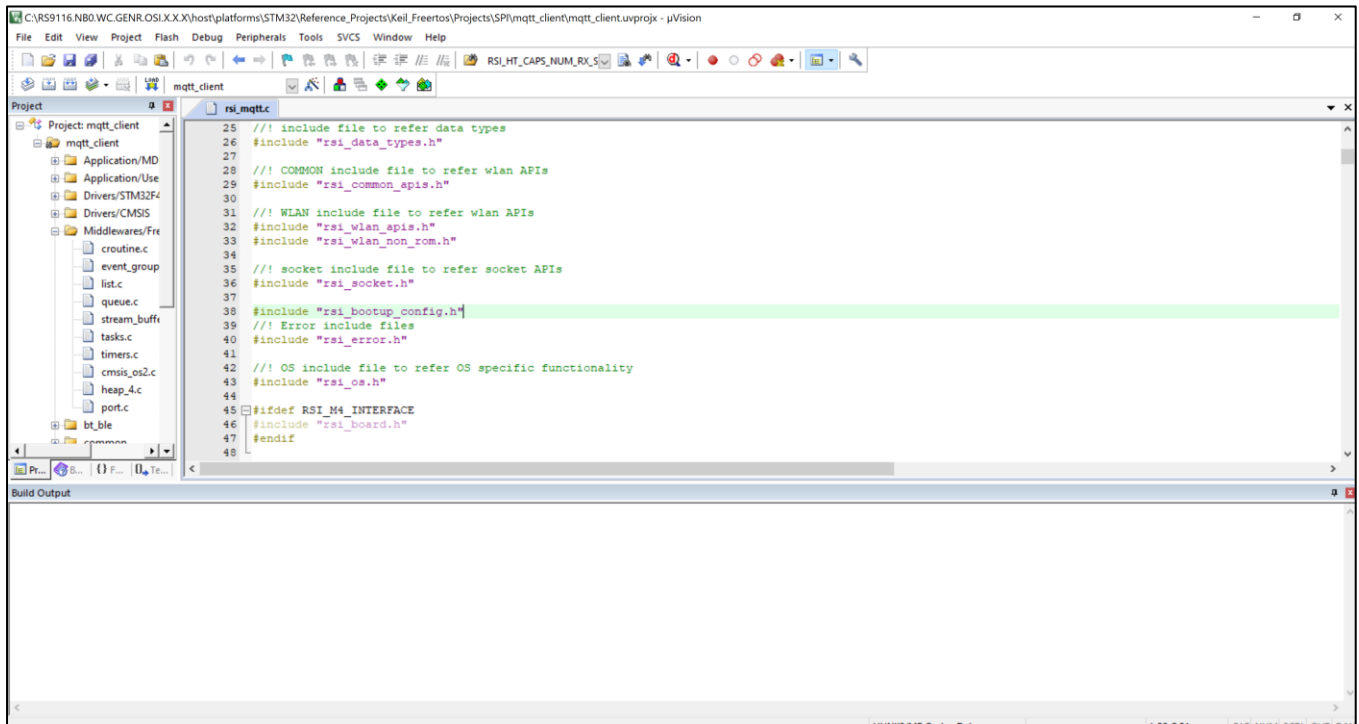 C:\RS9116.NB0.WC.GENR.OSI.X.X.X\host\platforms\STM32\Reference_Projects\Keil_Freertos\Projects\SPI\mqtt_client\mqtt_client.uvprojx - µVision
File Edit View Project Flash Debug Peripherals Tools SVCS Window Help
RSI_HT_CAPS_NUM_RX_S
LOAD mqtt_client
Project
rsi_mqtt.c
Project: mqtt_client
mqtt_client
Application/MD
Application/Use
Drivers/STM32F4
Drivers/CMSIS
Middlewares/Fre
croutine.c
event_group
list.c
queue.c
stream_buff
tasks.c
timers.c
cmsis_os2.c
heap_4.c
port.c
bt_ble
common
25 //! include file to refer data types
26 #include "rsi_data_types.h"
27
28 //! COMMON include file to refer wlan APIs
29 #include "rsi_common_apis.h"
30
31 //! WLAN include file to refer wlan APIs
32 #include "rsi_wlan_apis.h"
33 #include "rsi_wlan_non_rom.h"
34
35 //! socket include file to refer socket APIs
36 #include "rsi_socket.h"
37
38 #include "rsi_bootup_config.h"
39 //! Error include files
40 #include "rsi_error.h"
41
42 //! OS include file to refer OS specific functionality
43 #include "rsi_os.h"
44
45 #ifdef RSI_M4_INTERFACE
46 #include "rsi_board.h"
47 #endif
48
Pr... B... {} F... Te...
Build Output